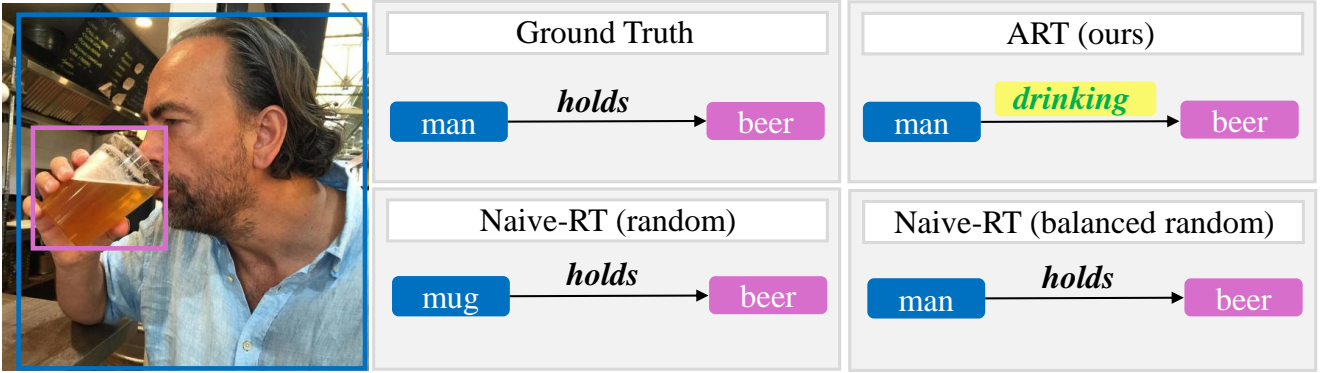 Ground Truth
man holds beer
ART (ours)
man drinking beer
Naive-RT (random)
mug holds beer
Naive-RT (balanced random)
man holds beer